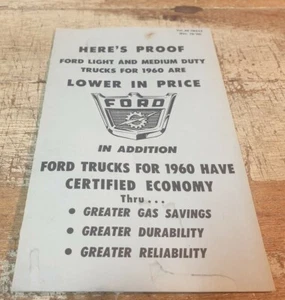 HERE'S PROOF
FORD LIGHT AND MEDIUM DUTY
TRUCKS FOR 1960 ARE
LOWER IN PRICE
FORD
IN ADDITION
FORD TRUCKS FOR 1960 HAVE
CERTIFIED ECONOMY
Thru...
• GREATER GAS SAVINGS
• GREATER DURABILITY
• GREATER RELIABILITY